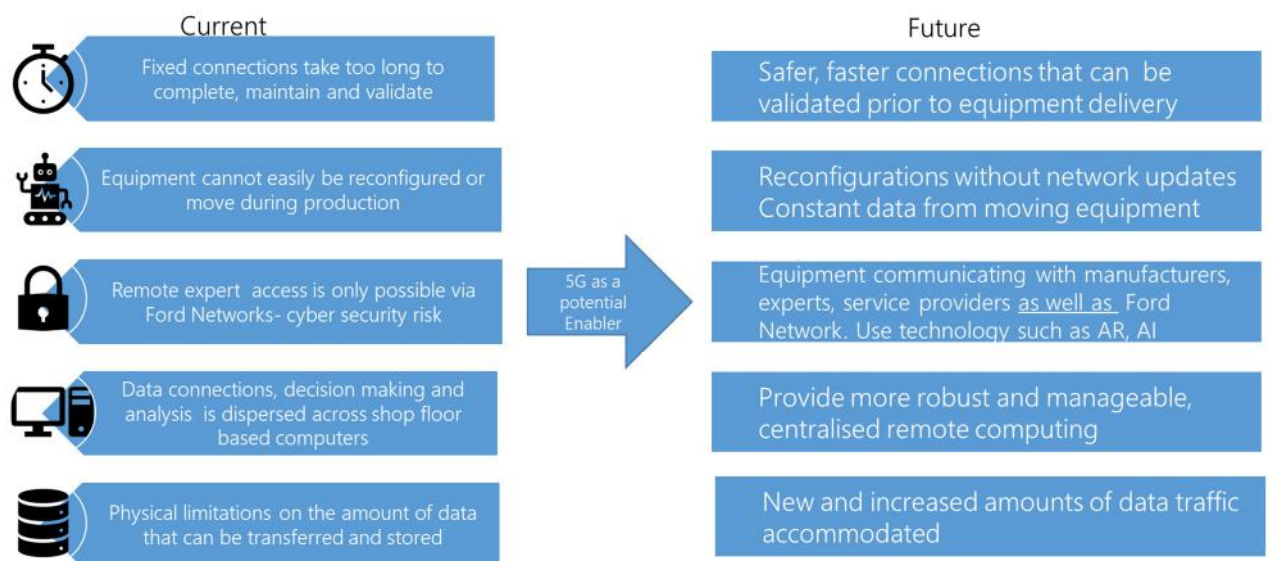 Current
Fixed connections take too long to
complete, maintain and validate
Equipment cannot easily be reconfigured or
move during production
Remote expert access is only possible via
Ford Networks- cyber security risk
Data connections, decision making and
analysis is dispersed across shop floor
based computers
Physical limitations on the amount of data
that can be transferred and stored
5G as a
potential
Enabler
Future
Safer, faster connections that can be
validated prior to equipment delivery
Reconfigurations without network updates
Constant data from moving equipment
Equipment communicating with manufacturers,
experts, service providers as well as Ford
Network. Use technology such as AR, AI
Provide more robust and manageable,
centralised remote computing
New and increased amounts of data traffic
accommodated